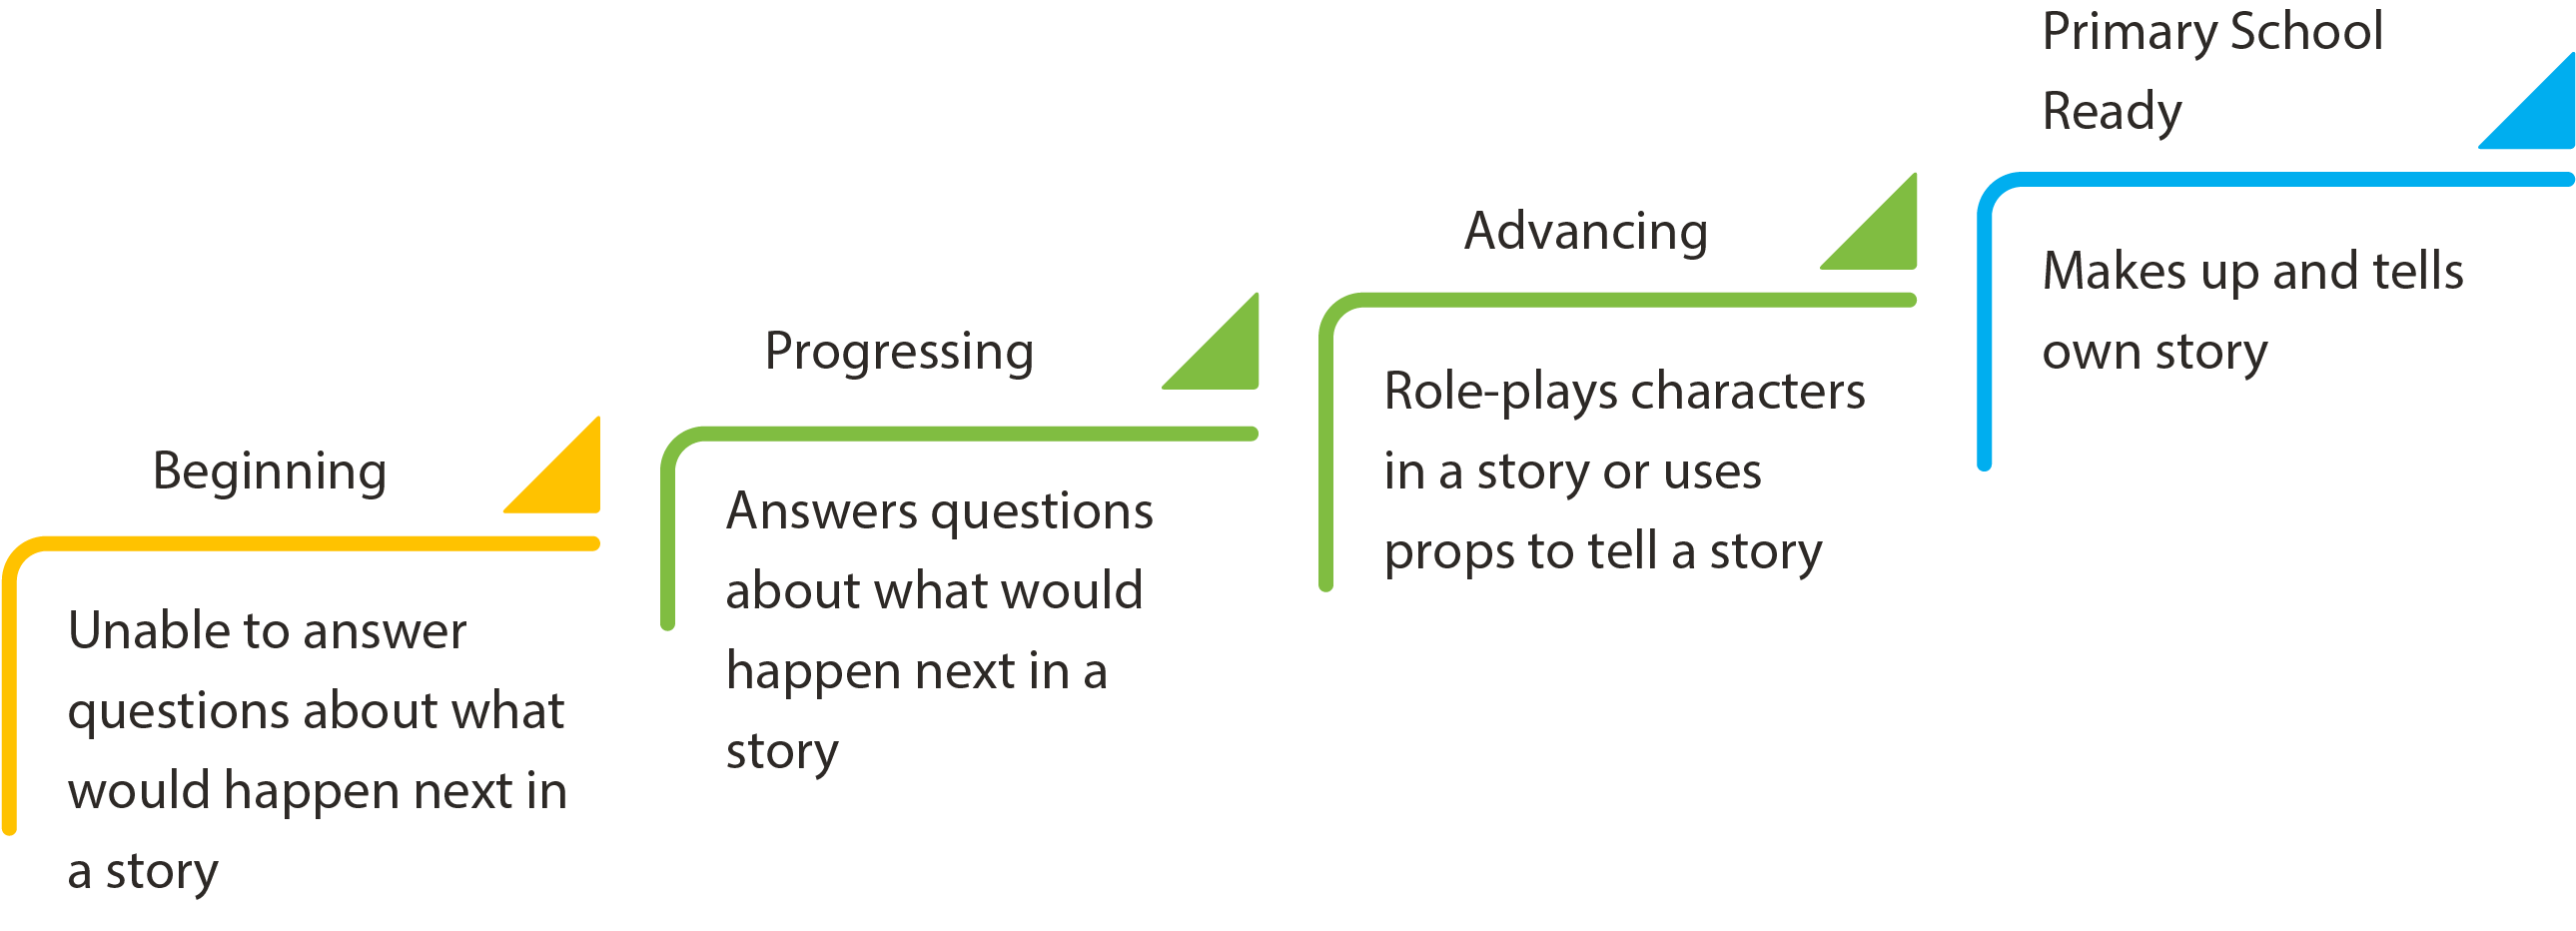 Beginning
Unable to answer
questions about what
would happen next in
a story
Progressing
Answers questions
about what would
happen next in a
story
Advancing
Role-plays characters
in a story or uses
props to tell a story
Primary School
Ready
Makes up and tells
own story